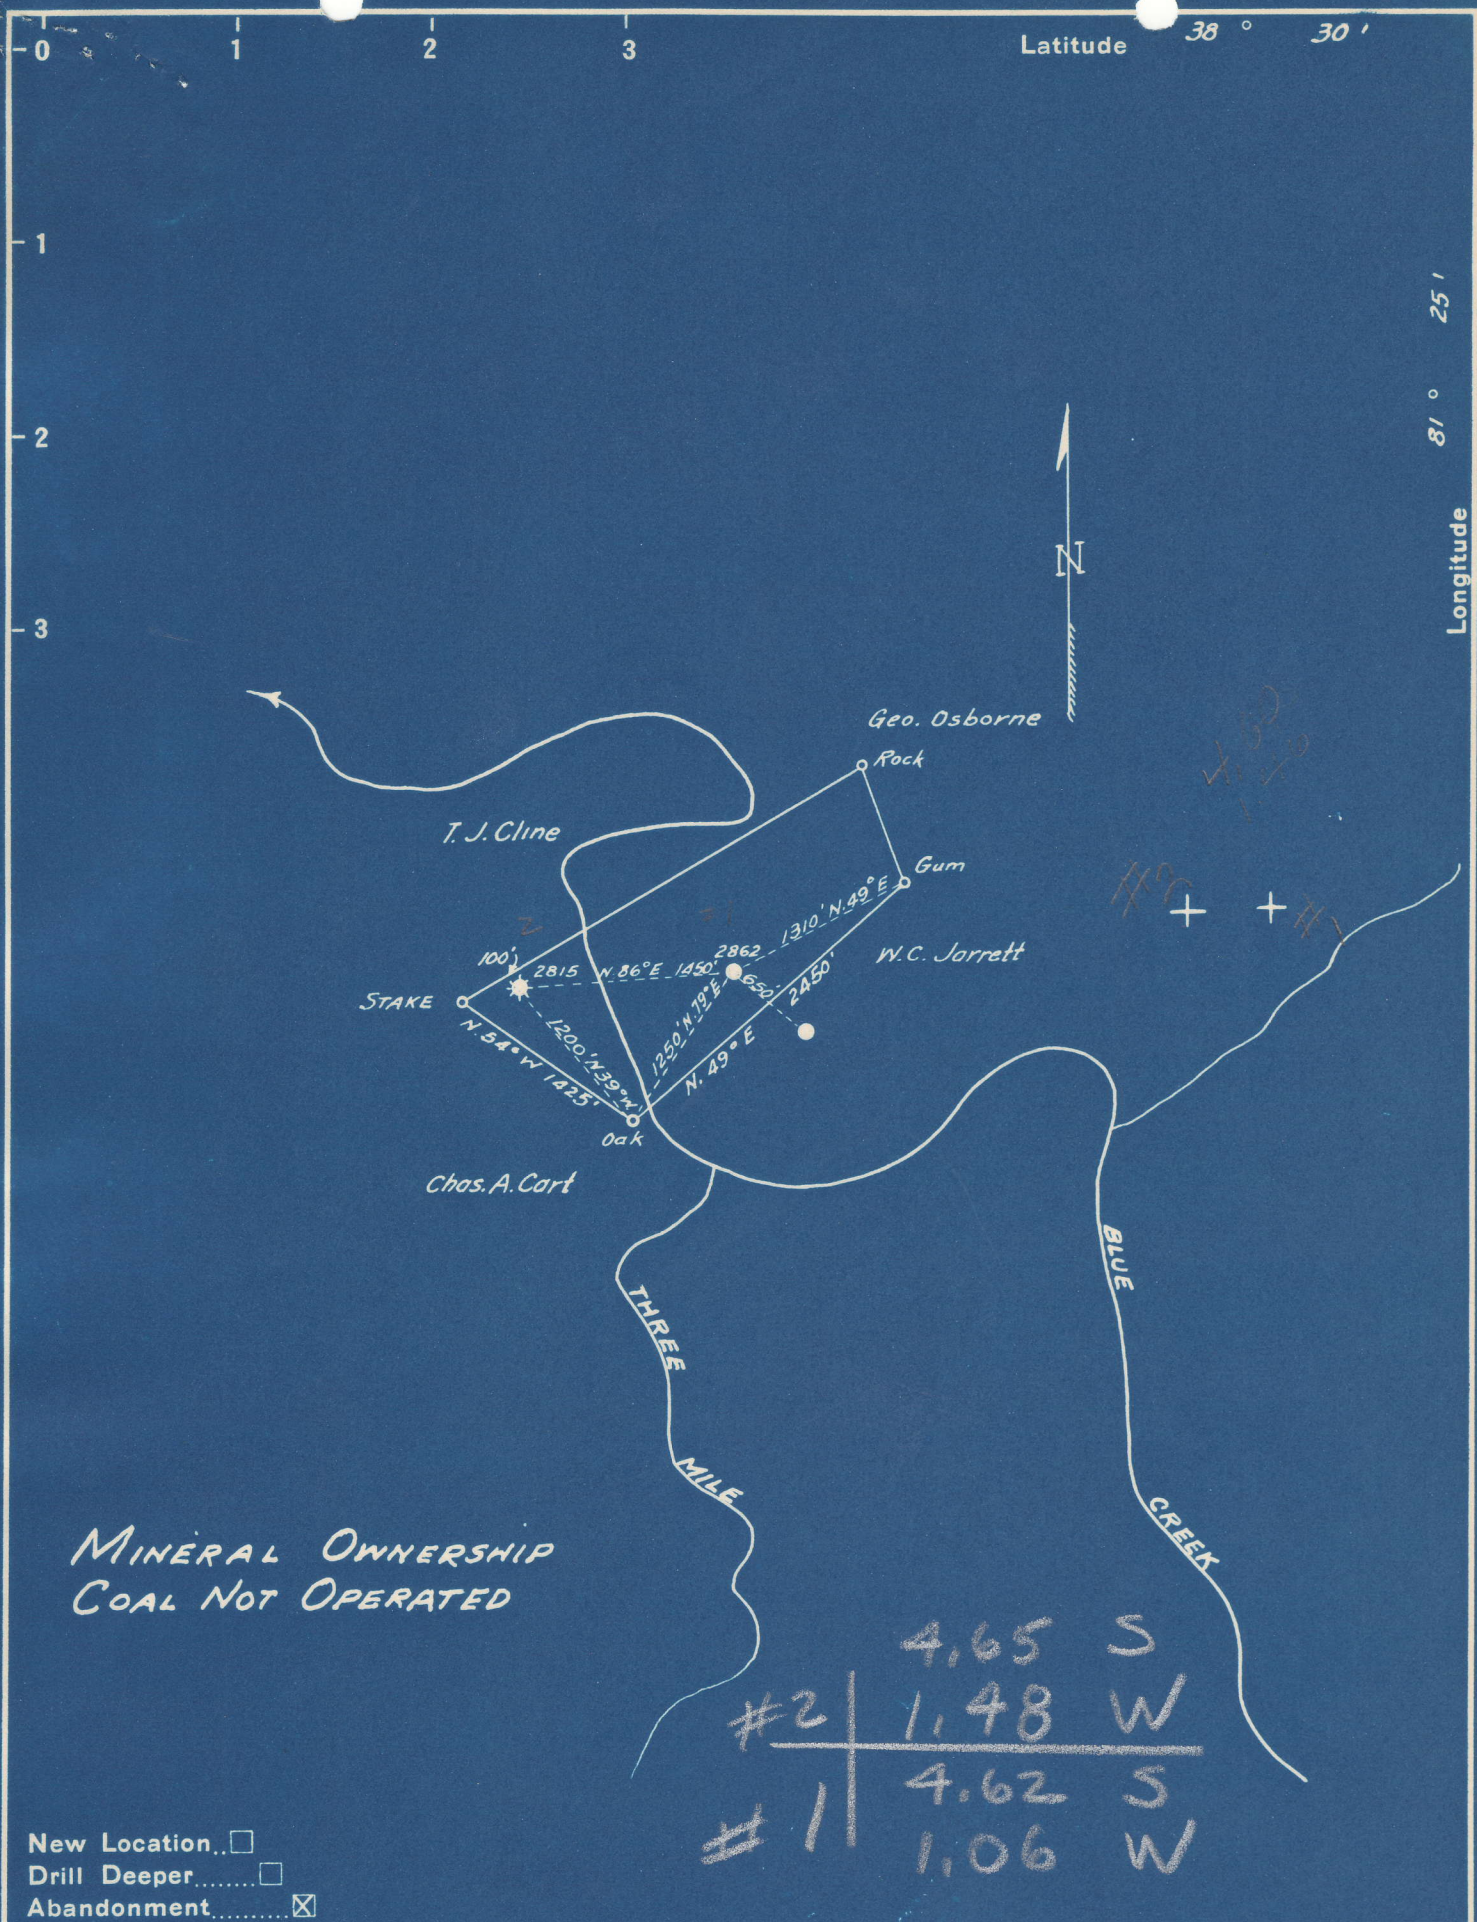 0 1 2 3 Latitude 38° 30'
1
2
3
Longitude 81° 25'
N
Geo. Osborne
Rock
T. J. Cline
Gum
1310' N.49°E
#2
#1
2
W.C. Jarrett
100'
2815 N.86°E 1450'
2862
650'
STAKE
1200' N39°W
1250' N.79°E
2450'
N.54°W 1425'
N. 49° E
Oak
Chas. A. Cart
THREE
MILE
BLUE
CREEK
MINERAL OWNERSHIP
COAL NOT OPERATED
4.65 S
#2 1.48 W
4.62 S
#1 1.06 W
New Location..☐
Drill Deeper........☐
Abandonment..........☒